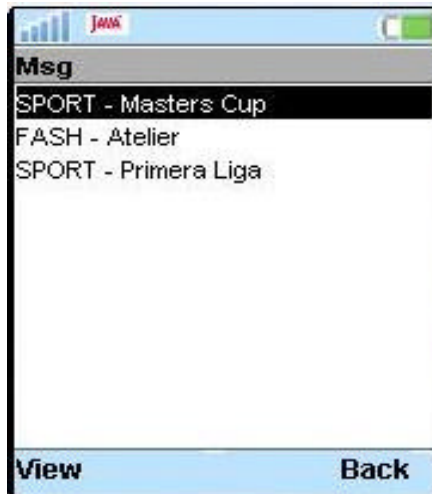 Java
Msg
SPORT - Masters Cup
FASH - Atelier
SPORT - Primera Liga
View Back